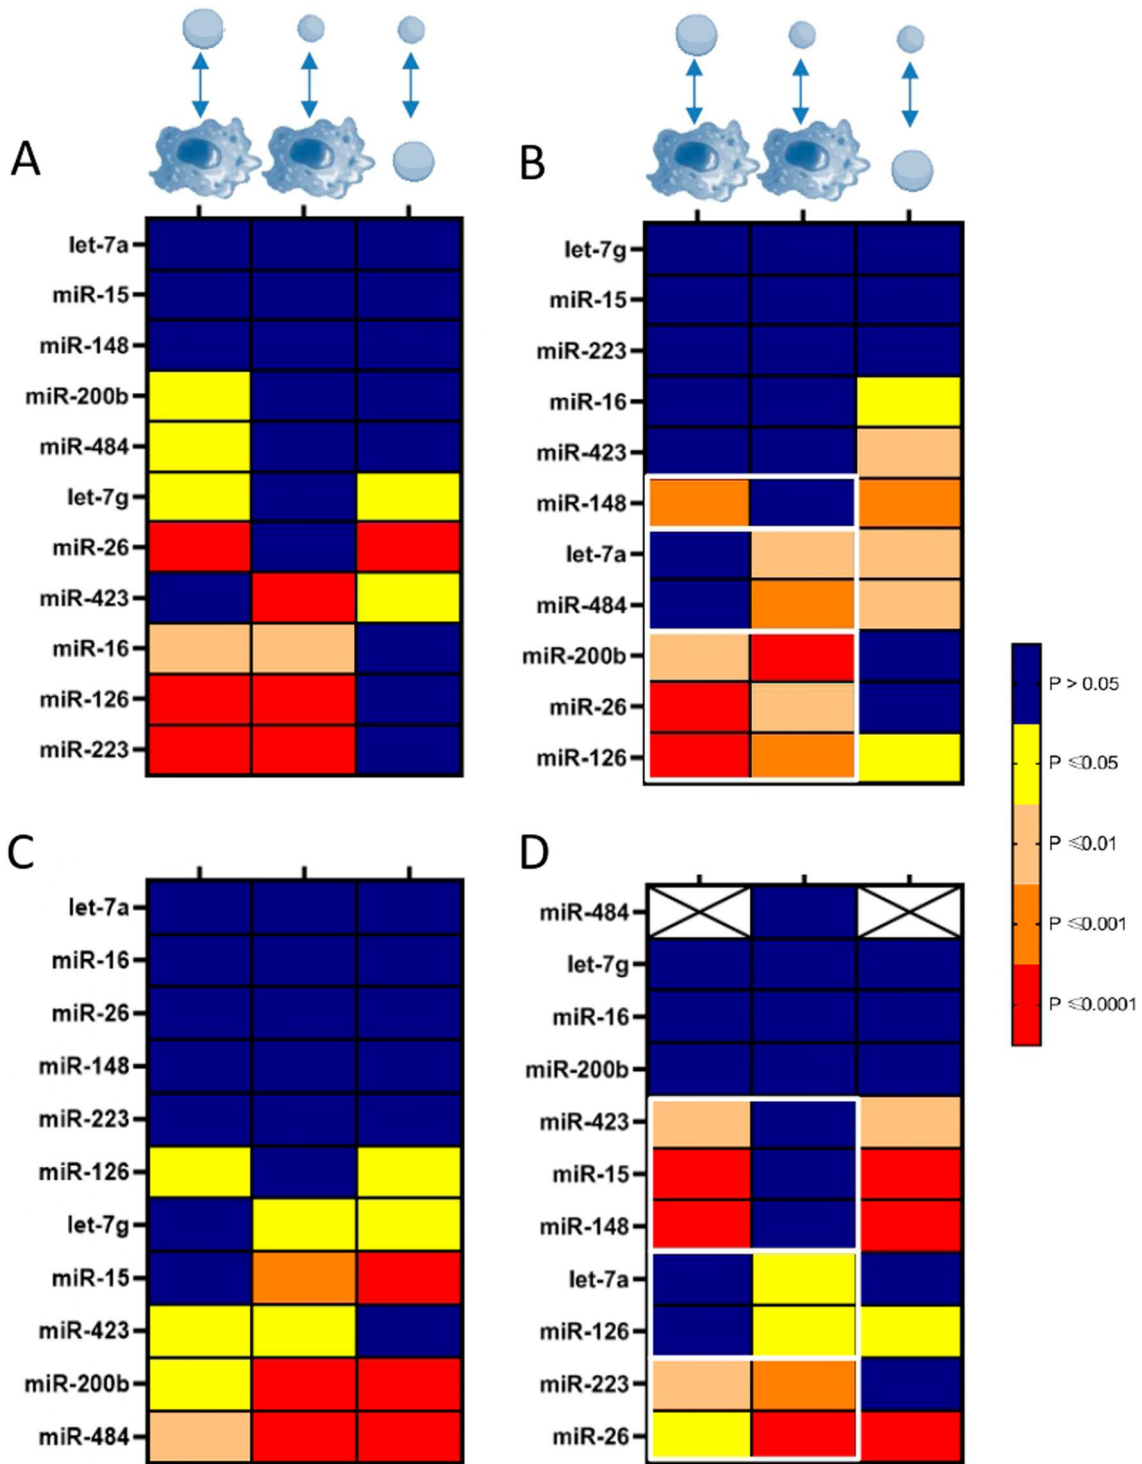 A
let-7a
miR-15
miR-148
miR-200b
miR-484
let-7g
miR-26
miR-423
miR-16
miR-126
miR-223
B
let-7g
miR-15
miR-223
miR-16
miR-423
miR-148
let-7a
miR-484
miR-200b
miR-26
miR-126
P > 0.05
P ≤0.05
P ≤0.01
P ≤0.001
P ≤0.0001
C
let-7a
miR-16
miR-26
miR-148
miR-223
miR-126
let-7g
miR-15
miR-423
miR-200b
miR-484
D
miR-484
let-7g
miR-16
miR-200b
miR-423
miR-15
miR-148
let-7a
miR-126
miR-223
miR-26